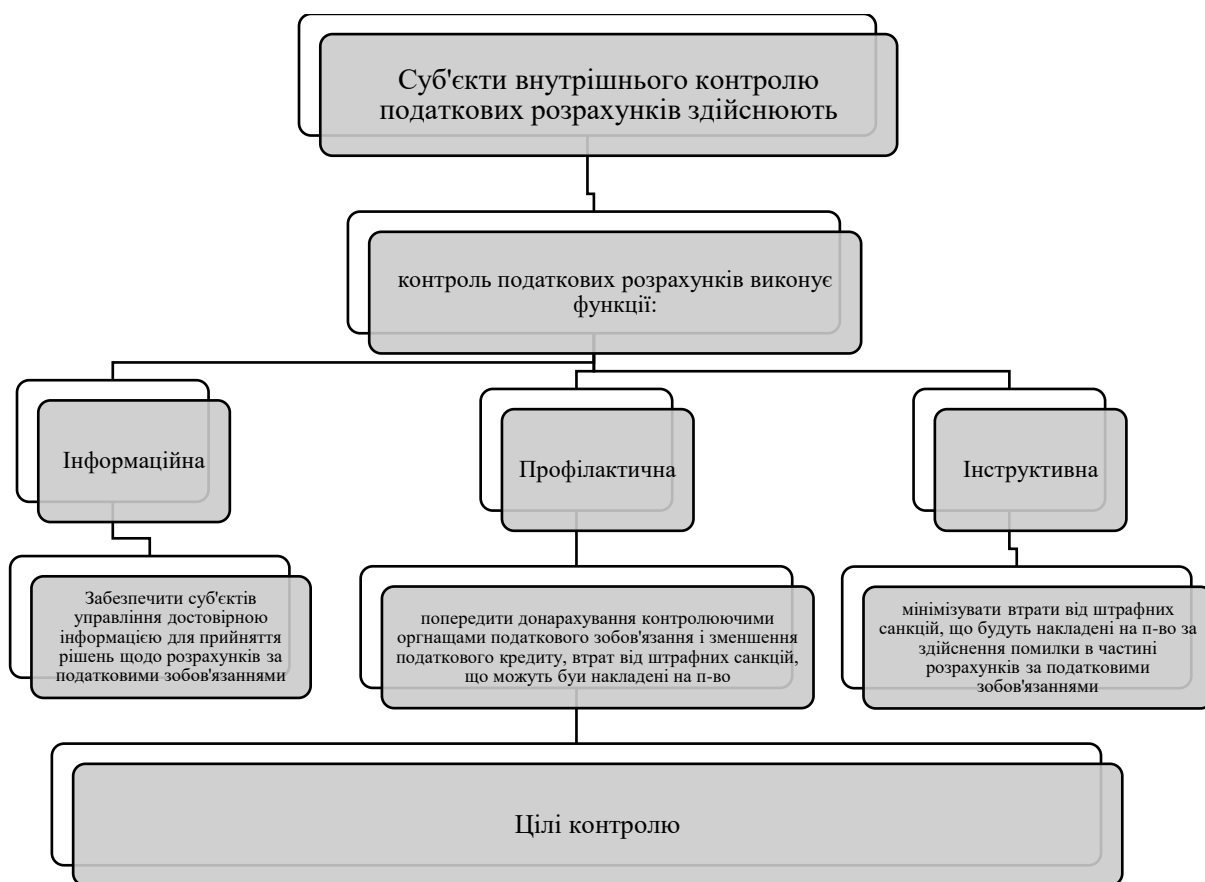 Суб'єкти внутрішнього контролю
податкових розрахунків здійснюють
контроль податкових розрахунків виконує
функції:
Інформаційна
Профілактична
Інструктивна
Забезпечити суб'єктів
управління достовірною
інформацією для прийняття
рішень щодо розрахунків за
податковими зобов'язаннями
попередити донарахування контролюючими
оргнащами податкового зобов'язання і зменшення
податкового кредиту, втрат від штрафних санкцій,
що можуть буи накладені на п-во
мінімізувати втрати від штрафних
санкцій, що будуть накладені на п-во за
здійснення помилки в частині
розрахунків за податковими
зобов'язаннями
Цілі контролю